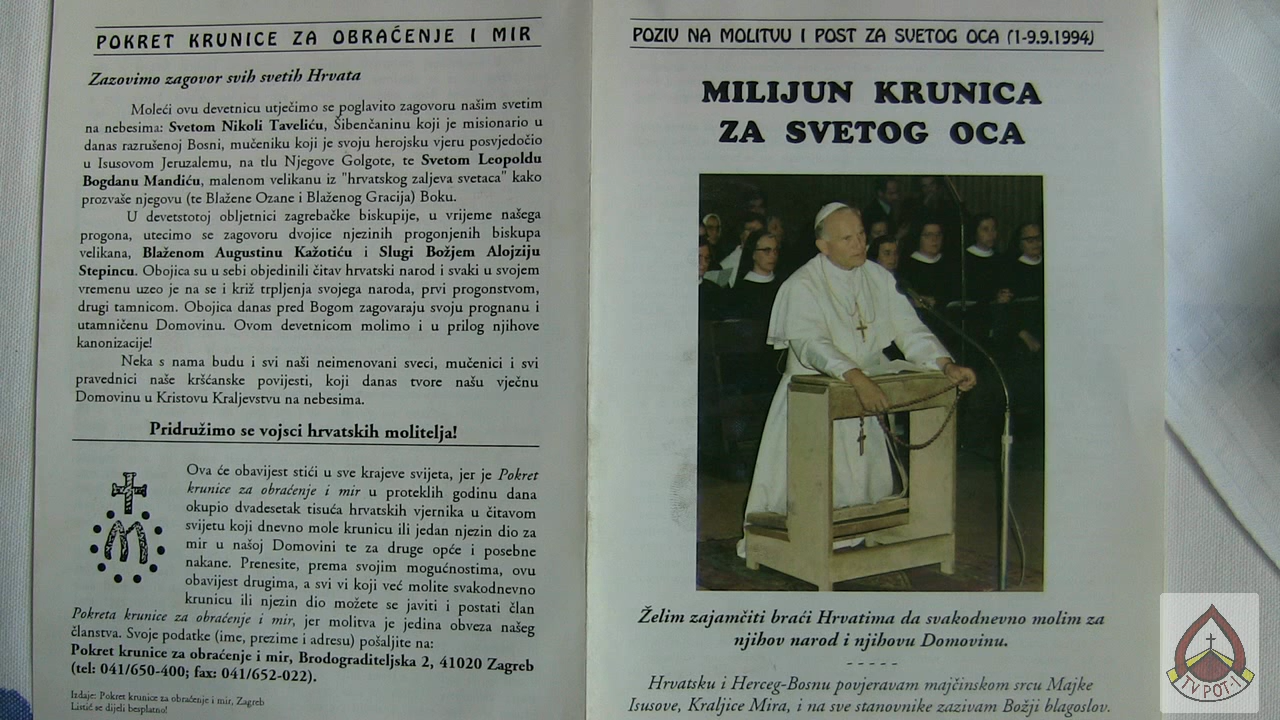 POKRET KRUNICE ZA OBRAĆENJE I MIR
Zazovimo zagovor svih svetih Hrvata
Moleći ovu devetnicu utječimo se poglavito zagovoru našim svetim
na nebesima: Svetom Nikoli Taveliću, Šibenčaninu koji je misionario u
danas razrušenoj Bosni, mučeniku koji je svoju herojsku vjeru posvjedočio
u Isusovom Jeruzalemu, na tlu Njegove Golgote, te Svetom Leopoldu
Bogdanu Mandiću, malenom velikanu iz "hrvatskog zaljeva svetaca" kako
prozvaše njegovu (te Blažene Ozane i Blaženog Gracija) Boku.
U devetstotoj obljetnici zagrebačke biskupije, u vrijeme našega
progona, utecimo se zagovoru dvojice njezinih progonjenih biskupa
velikana, Blaženom Augustinu Kažotiću i Slugi Božjem Alojziju
Stepincu. Obojica su u sebi objedinili čitav hrvatski narod i svaki u svojem
vremenu uzeo je na se i križ trpljenja svojega naroda, prvi progonstvom,
drugi tamnicom. Obojica danas pred Bogom zagovaraju svoju prognanu i
utamničenu Domovinu. Ovom devetnicom molimo i u prilog njihove
kanonizacije!
Neka s nama budu i svi naši neimenovani sveci, mučenici i svi
pravednici naše kršćanske povijesti, koji danas tvore našu vječnu
Domovinu u Kristovu Kraljevstvu na nebesima.
Pridružimo se vojsci hrvatskih molitelja!
Ova će obavijest stići u sve krajeve svijeta, jer je Pokret
krunice za obraćenje i mir u proteklih godinu dana
okupio dvadesetak tisuća hrvatskih vjernika u čitavom
svijetu koji dnevno mole krunicu ili jedan njezin dio za
mir u našoj Domovini te za druge opće i posebne
nakane. Prenesite, prema svojim mogućnostima, ovu
obavijest drugima, a svi vi koji već molite svakodnevno
krunicu ili njezin dio možete se javiti i postati član
Pokreta krunice za obraćenje i mir, jer molitva je jedina obveza našeg
članstva. Svoje podatke (ime, prezime i adresu) pošaljite na:
Pokret krunice za obraćenje i mir, Brodograditeljska 2, 41020 Zagreb
(tel: 041/650-400; fax: 041/652-022).
Izdaje: Pokret krunice za obraćenje i mir, Zagreb
Listić se dijeli besplatno!
POZIV NA MOLITVU I POST ZA SVETOG OCA (1-9.9.1994)
MILIJUN KRUNICA
ZA SVETOG OCA
Želim zajamčiti braći Hrvatima da svakodnevno molim za
njihov narod i njihovu Domovinu.
- - - - -
Hrvatsku i Herceg-Bosnu povjeravam majčinskom srcu Majke
Isusove, Kraljice Mira, i na sve stanovnike zazivam Božji blagoslov.
TV POT-1